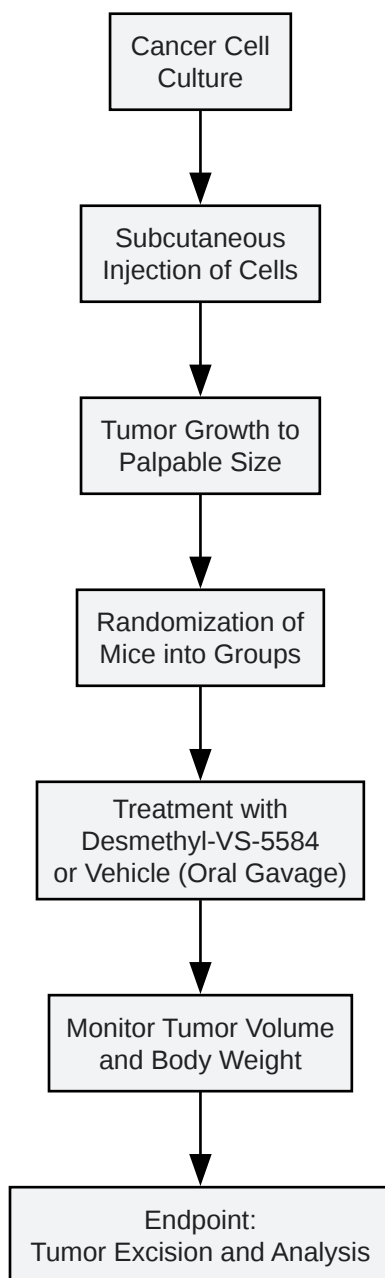 Cancer Cell
Culture
Subcutaneous
Injection of Cells
Tumor Growth to
Palpable Size
Randomization of
Mice into Groups
Treatment with
Desmethyl-VS-5584
or Vehicle (Oral Gavage)
Monitor Tumor Volume
and Body Weight
Endpoint:
Tumor Excision and Analysis